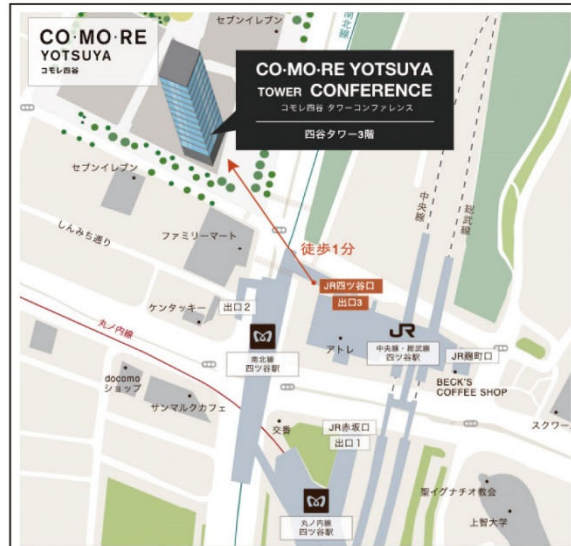 CO・MO・RE
YOTSUYA
コモレ四谷
セブンイレブン
南北線
セブンイレブン
CO・MO・RE YOTSUYA
TOWER CONFERENCE
コモレ四谷 タワーコンファレンス
四谷タワー3階
セブンイレブン
中央線
総武線
しんみち通り
ファミリーマート
徒歩1分
JR四ツ谷口
出口3
ケンタッキー
出口2
丸ノ内線
南北線
四ツ谷駅
アトレ
JR
中央線・総武線
四ツ谷駅
JR麹町口
BECK'S
COFFEE SHOP
docomo
ショップ
サンマルクカフェ
交番
JR赤坂口
出口1
スクワー
丸ノ内線
四ツ谷駅
聖イグナチオ教会
上智大学